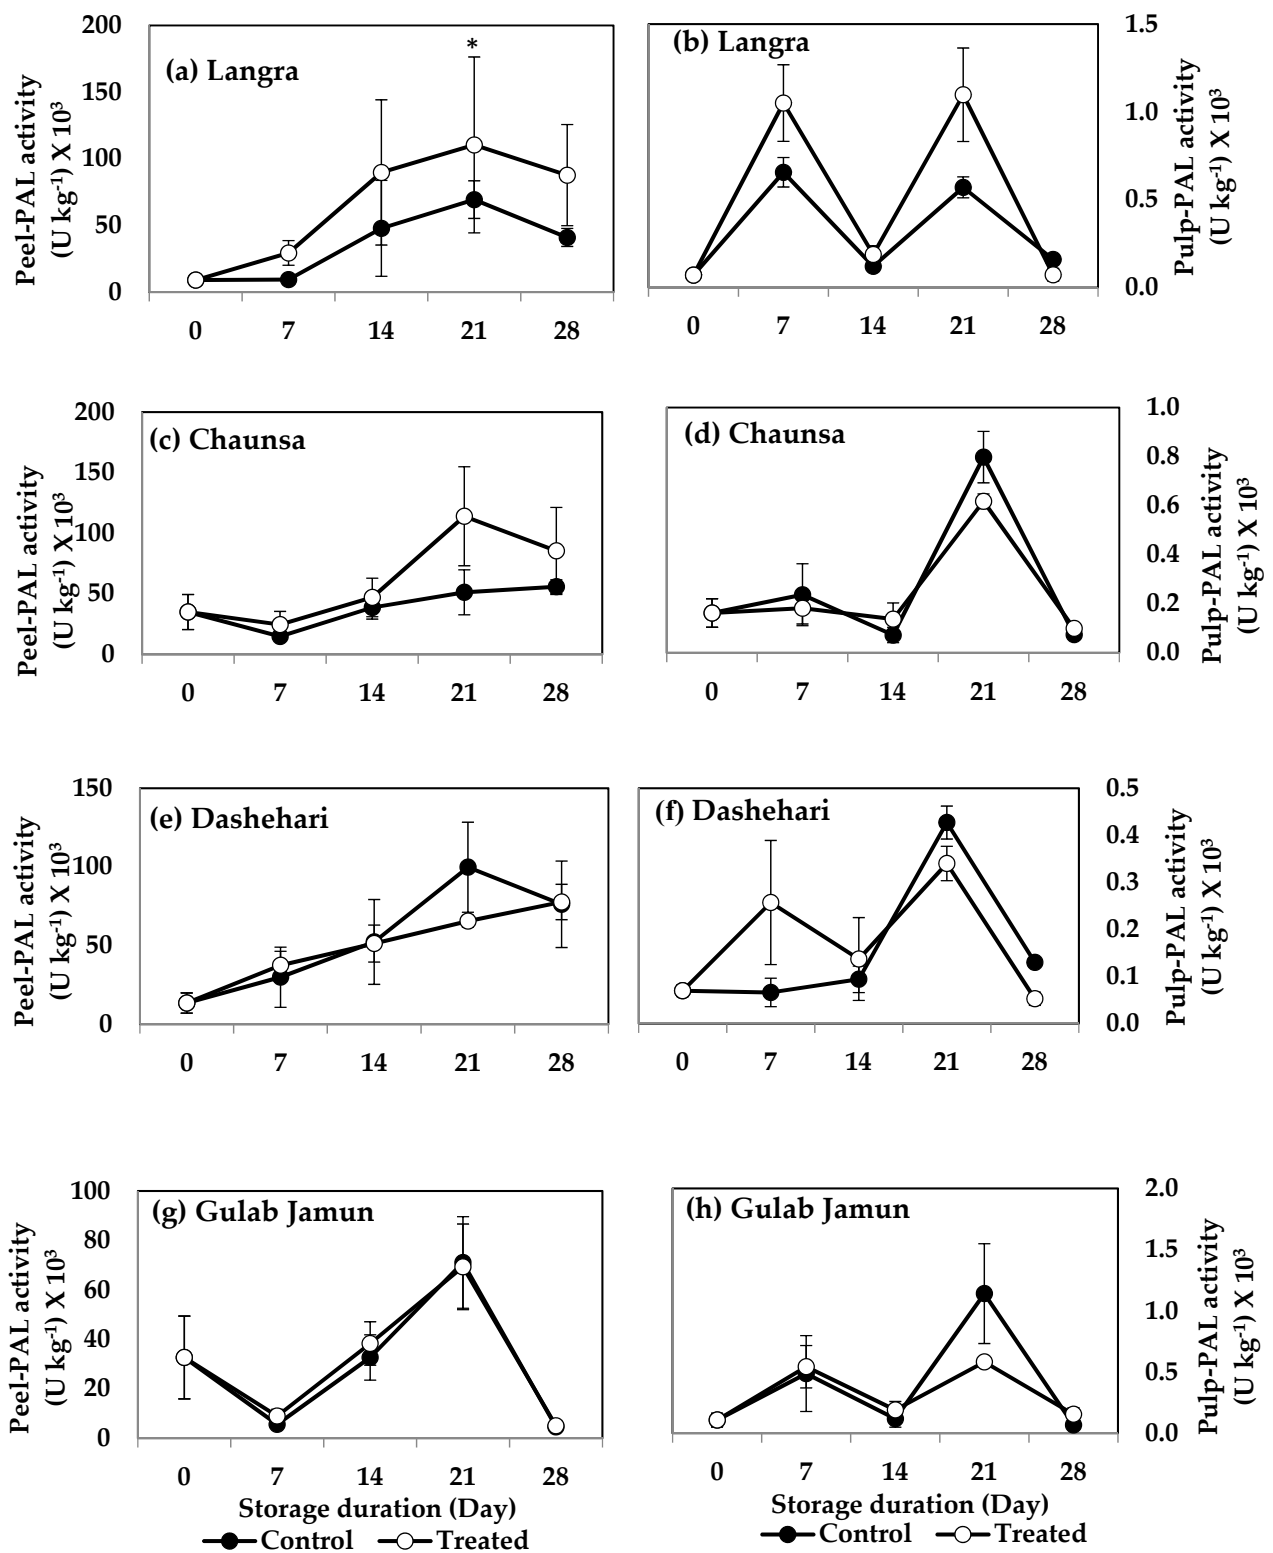 200
150
100
50
0
Peel-PAL activity
(U kg⁻¹) X 10³
(a) Langra
*
0 7 14 21 28
(b) Langra
1.5
1.0
0.5
0.0
Pulp-PAL activity
(U kg⁻¹) X 10³
0 7 14 21 28
200
150
100
50
0
Peel-PAL activity
(U kg⁻¹) X 10³
(c) Chaunsa
0 7 14 21 28
(d) Chaunsa
1.0
0.8
0.6
0.4
0.2
0.0
Pulp-PAL activity
(U kg⁻¹) X 10³
0 7 14 21 28
150
100
50
0
Peel-PAL activity
(U kg⁻¹) X 10³
(e) Dashehari
0 7 14 21 28
(f) Dashehari
0.5
0.4
0.3
0.2
0.1
0.0
Pulp-PAL activity
(U kg⁻¹) X 10³
0 7 14 21 28
100
80
60
40
20
0
Peel-PAL activity
(U kg⁻¹) X 10³
(g) Gulab Jamun
0 7 14 21 28
Storage duration (Day)
Control Treated
(h) Gulab Jamun
2.0
1.5
1.0
0.5
0.0
Pulp-PAL activity
(U kg⁻¹) X 10³
0 7 14 21 28
Storage duration (Day)
Control Treated